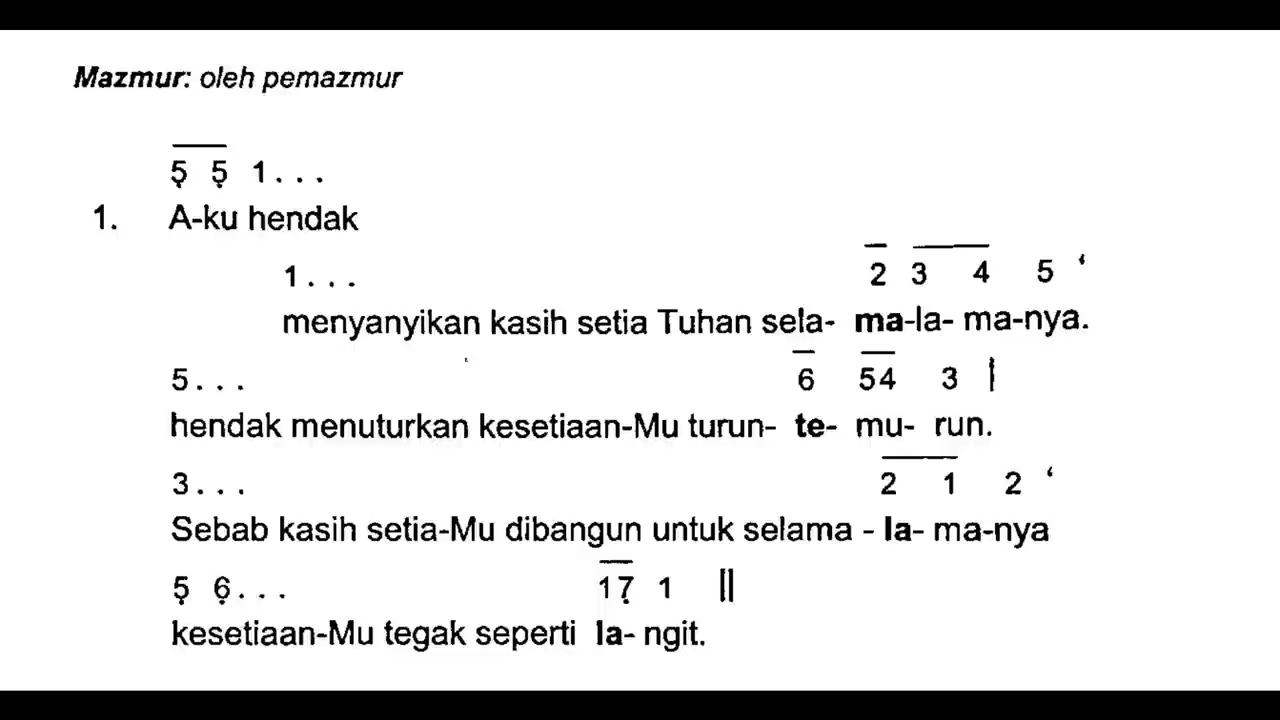 Mazmur: oleh pemazmur
5̣ 5̣ 1 . . .
1. A-ku hendak
1 . . . 2 3 4 5 ‘
menyanyikan kasih setia Tuhan sela- ma-la- ma-nya.
5 . . . 6 54 3 |
hendak menuturkan kesetiaan-Mu turun- te- mu- run.
3 . . . 2 1 2 ‘
Sebab kasih setia-Mu dibangun untuk selama - la- ma-nya
5̣ 6̣ . . . 17̣ 1 ||
kesetiaan-Mu tegak seperti la- ngit.